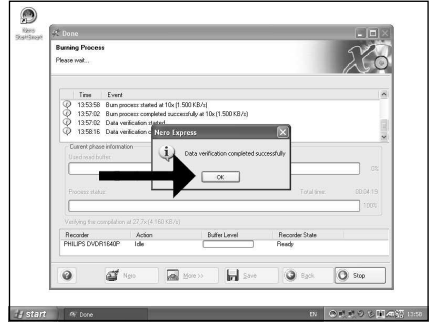 Nero
StartSmart
Done
Burning Process
Please wait...
Time Event
13:53:58 Burn process started at 10x (1.500 KB/s)
13:57:02 Burn process completed successfully at 10x (1.500 KB/s)
13:57:02 Data verification started
13:58:16 Data verification c
Nero Express
Data verification completed successfully
OK
Current phase information
Used read buffer
0%
Process status: Total time: 00:04:19
100%
Verifying the compilation at 27,7x (4.160 KB/s)
Recorder Action Buffer Level Recorder State
PHILIPS DVDR1640P Idle Ready
Nero More >> Save Back Stop
start Done EN 13:58